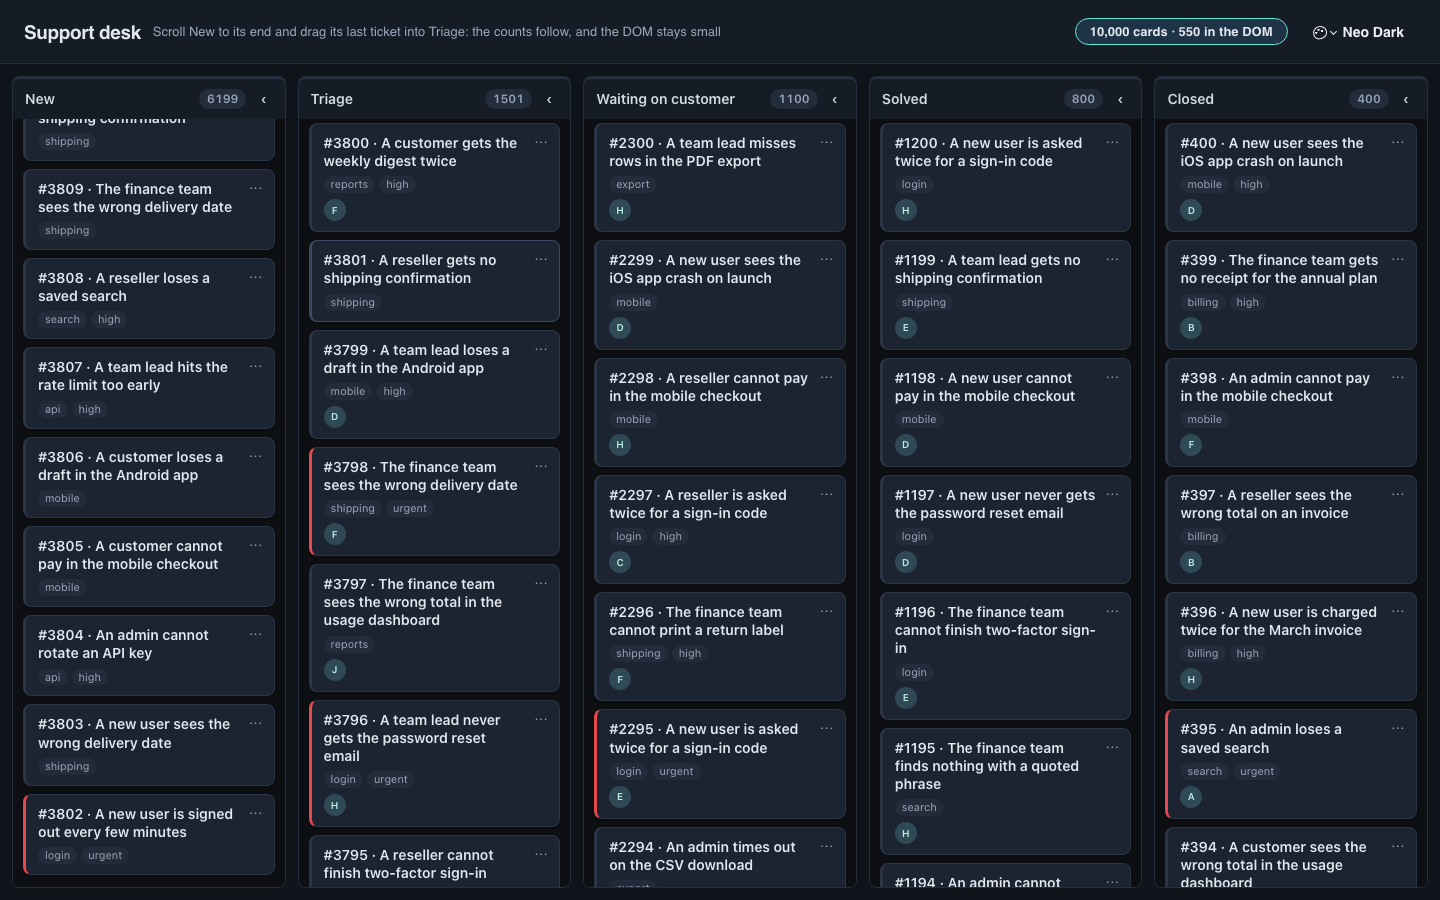 Support desk
Scroll New to its end and drag its last ticket into Triage: the counts follow, and the DOM stays small
10,000 cards · 550 in the DOM
Neo Dark
New
6199
shipping confirmation
shipping
#3809 · The finance team
sees the wrong delivery date
shipping
#3808 · A reseller loses a
saved search
search high
#3807 · A team lead hits the
rate limit too early
api high
#3806 · A customer loses a
draft in the Android app
mobile
#3805 · A customer cannot
pay in the mobile checkout
mobile
#3804 · An admin cannot
rotate an API key
api high
#3803 · A new user sees the
wrong delivery date
shipping
#3802 · A new user is signed
out every few minutes
login urgent
Triage
1501
#3800 · A customer gets the
weekly digest twice
reports high
F
#3801 · A reseller gets no
shipping confirmation
shipping
#3799 · A team lead loses a
draft in the Android app
mobile high
D
#3798 · The finance team
sees the wrong delivery date
shipping urgent
F
#3797 · The finance team
sees the wrong total in the
usage dashboard
reports
J
#3796 · A team lead never
gets the password reset
email
login urgent
H
#3795 · A reseller cannot
finish two-factor sign-in
Waiting on customer
1100
#2300 · A team lead misses
rows in the PDF export
export
H
#2299 · A new user sees the
iOS app crash on launch
mobile
D
#2298 · A reseller cannot pay
in the mobile checkout
mobile
H
#2297 · A reseller is asked
twice for a sign-in code
login high
C
#2296 · The finance team
cannot print a return label
shipping high
F
#2295 · A new user is asked
twice for a sign-in code
login urgent
E
#2294 · An admin times out
on the CSV download
export
Solved
800
#1200 · A new user is asked
twice for a sign-in code
login
H
#1199 · A team lead gets no
shipping confirmation
shipping
E
#1198 · A new user cannot
pay in the mobile checkout
mobile
D
#1197 · A new user never gets
the password reset email
login
D
#1196 · The finance team
cannot finish two-factor sign-
in
login
E
#1195 · The finance team
finds nothing with a quoted
phrase
search
H
#1194 · An admin cannot
Closed
400
#400 · A new user sees the
iOS app crash on launch
mobile high
D
#399 · The finance team gets
no receipt for the annual plan
billing high
B
#398 · An admin cannot pay
in the mobile checkout
mobile
F
#397 · A reseller sees the
wrong total on an invoice
billing
B
#396 · A new user is charged
twice for the March invoice
billing high
H
#395 · An admin loses a
saved search
search urgent
A
#394 · A customer sees the
wrong total in the usage
dashboard